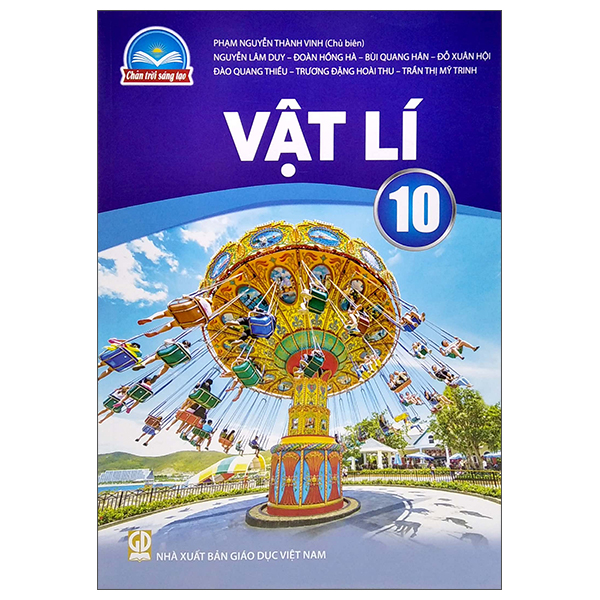 Chân trời sáng tạo
PHẠM NGUYỄN THÀNH VINH (Chủ biên)
NGUYỄN LÂM DUY – ĐOÀN HỒNG HÀ – BÙI QUANG HÂN – ĐỖ XUÂN HỘI
ĐÀO QUANG THIỀU – TRƯƠNG ĐẶNG HOÀI THU – TRẦN THỊ MỸ TRINH
VẬT LÍ
10
GD
NHÀ XUẤT BẢN GIÁO DỤC VIỆT NAM